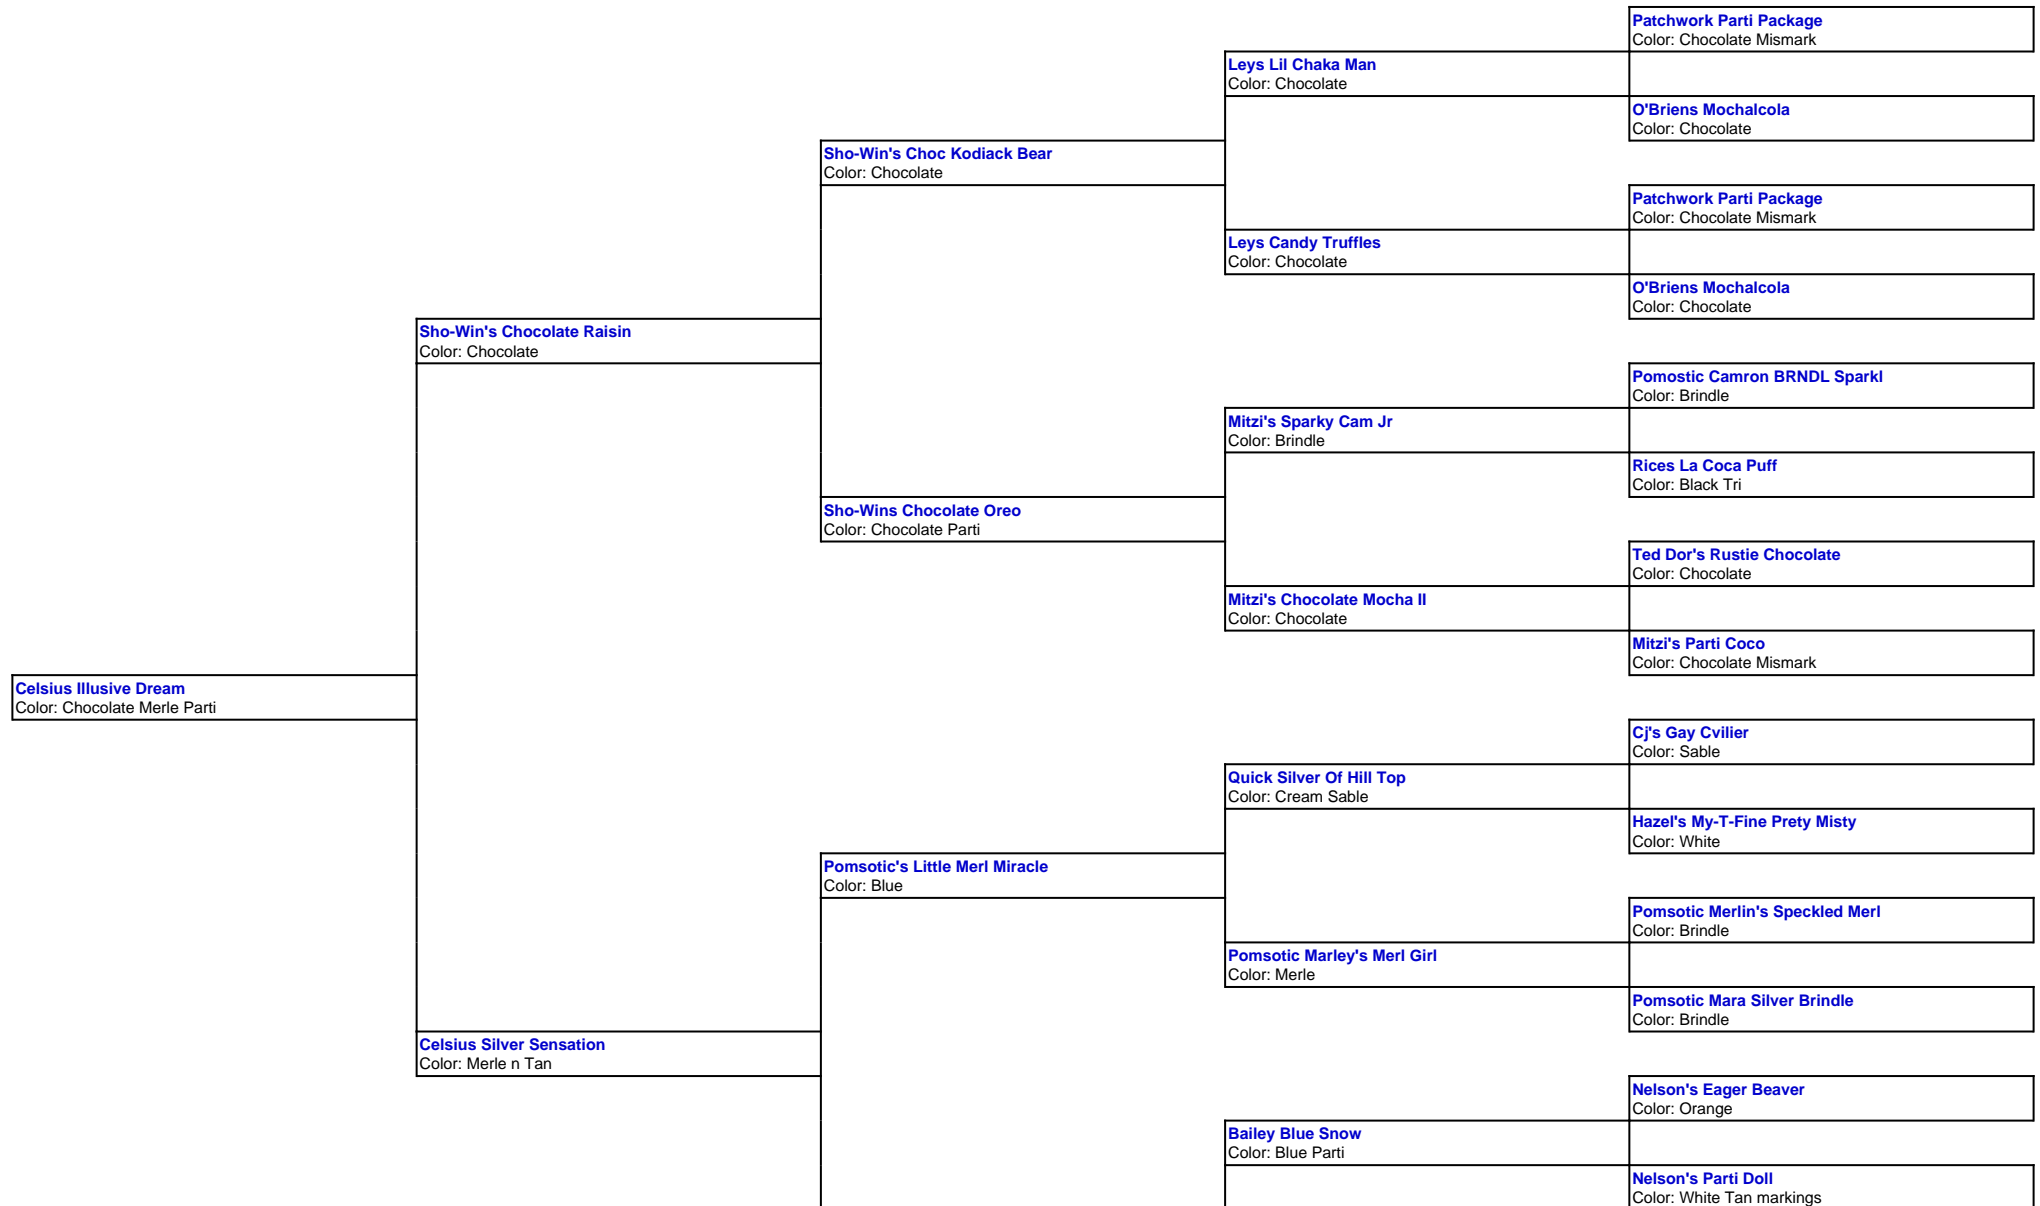 Patchwork Parti Package
Color: Chocolate Mismark
Leys Lil Chaka Man
Color: Chocolate
O'Briens Mochalcola
Color: Chocolate
Sho-Win's Choc Kodiack Bear
Color: Chocolate
Patchwork Parti Package
Color: Chocolate Mismark
Leys Candy Truffles
Color: Chocolate
O'Briens Mochalcola
Color: Chocolate
Sho-Win's Chocolate Raisin
Color: Chocolate
Pomostic Camron BRNDL Sparkl
Color: Brindle
Mitzi's Sparky Cam Jr
Color: Brindle
Rices La Coca Puff
Color: Black Tri
Sho-Wins Chocolate Oreo
Color: Chocolate Parti
Ted Dor's Rustie Chocolate
Color: Chocolate
Mitzi's Chocolate Mocha II
Color: Chocolate
Mitzi's Parti Coco
Color: Chocolate Mismark
Celsius Illusive Dream
Color: Chocolate Merle Parti
Cj's Gay Cvilier
Color: Sable
Quick Silver Of Hill Top
Color: Cream Sable
Hazel's My-T-Fine Prety Misty
Color: White
Pomsotic's Little Merl Miracle
Color: Blue
Pomsotic Merlin's Speckled Merl
Color: Brindle
Pomsotic Marley's Merl Girl
Color: Merle
Pomsotic Mara Silver Brindle
Color: Brindle
Celsius Silver Sensation
Color: Merle n Tan
Nelson's Eager Beaver
Color: Orange
Bailey Blue Snow
Color: Blue Parti
Nelson's Parti Doll
Color: White Tan markings